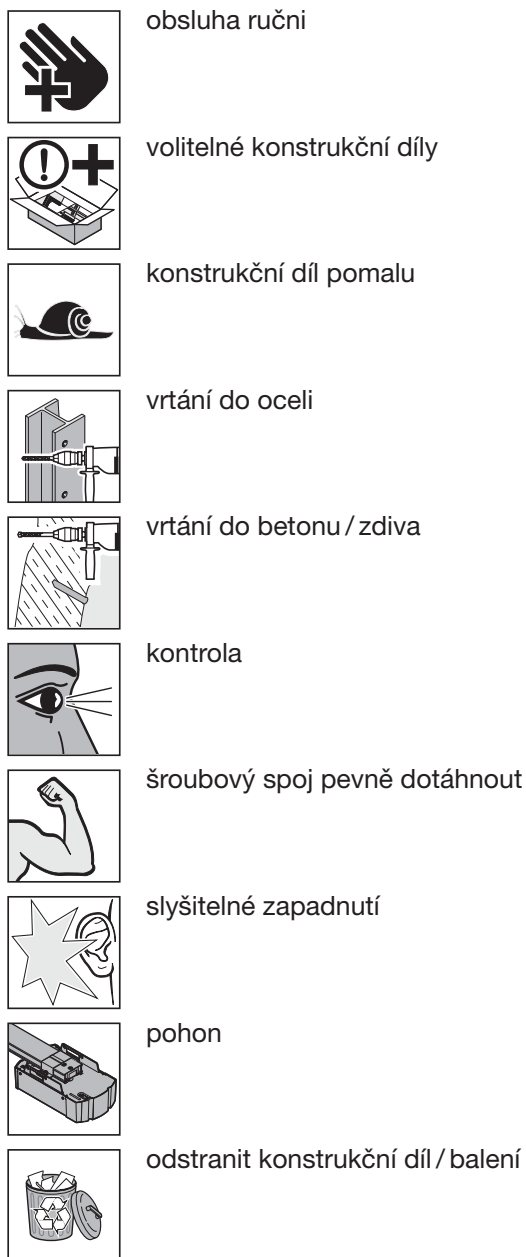 obsluha ručni
volitelné konstrukční díly
konstrukční díl pomalu
vrtání do oceli
vrtání do betonu / zdiva
kontrola
šroubový spoj pevně dotáhnout
slyšitelné zapadnutí
pohon
odstranit konstrukční díl / balení